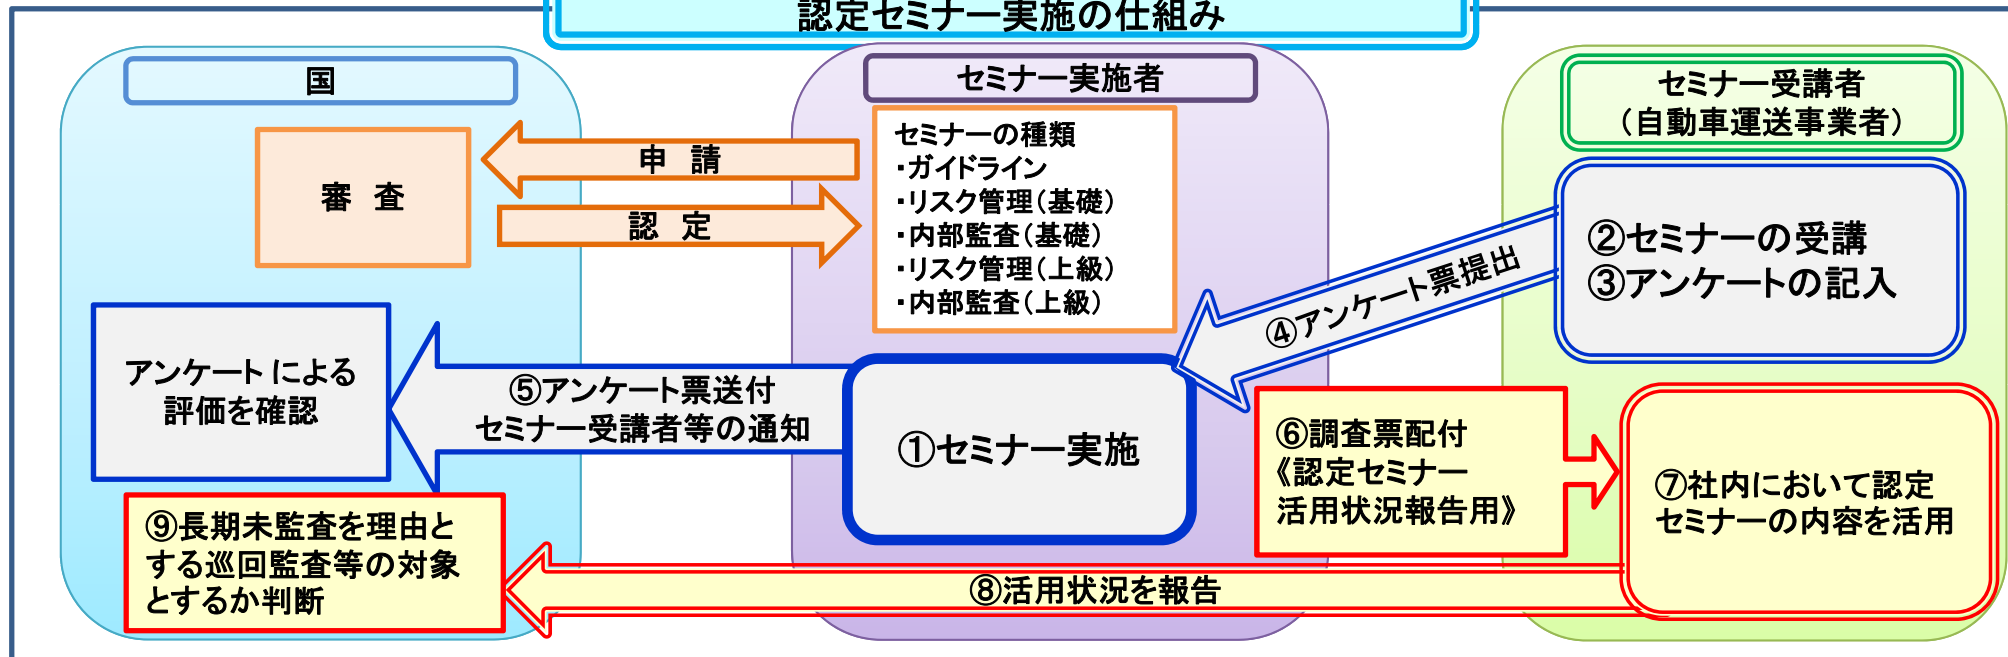 認定セミナー実施の仕組み
国
審　査
申　請
認　定
セミナー実施者
セミナーの種類
・ガイドライン
・リスク管理（基礎）
・内部監査（基礎）
・リスク管理（上級）
・内部監査（上級）
セミナー受講者
（自動車運送事業者）
②セミナーの受講
③アンケートの記入
④アンケート票提出
アンケートによる
評価を確認
⑤アンケート票送付
セミナー受講者等の通知
①セミナー実施
⑥調査票配付
《認定セミナー
活用状況報告用》
⑦社内において認定
セミナーの内容を活用
⑧活用状況を報告
⑨長期未監査を理由と
する巡回監査等の対象
とするか判断